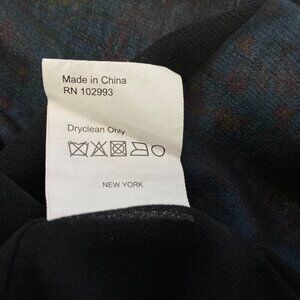 Made in China
RN 102993
Dryclean Only
NEW YORK